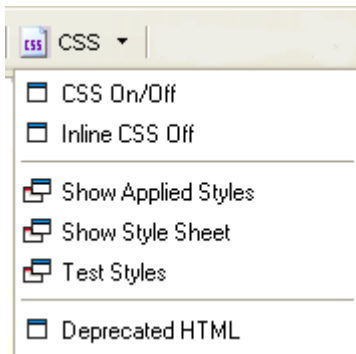 css CSS
CSS On/Off
Inline CSS Off
Show Applied Styles
Show Style Sheet
Test Styles
Deprecated HTML